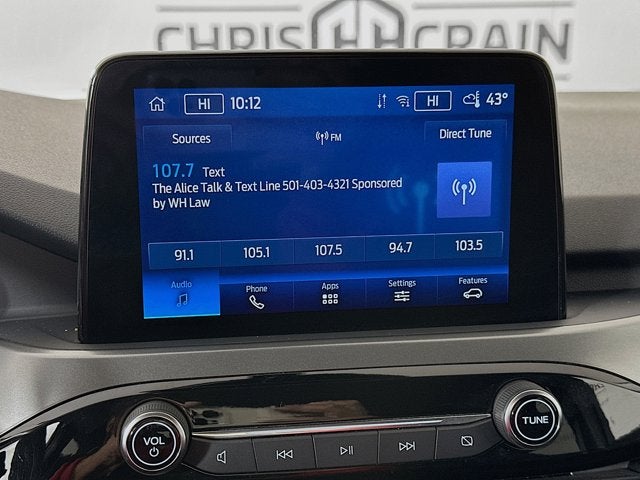 CHRIS CRAIN
HI 10:12 HI 43°
Sources FM Direct Tune
107.7 Text
The Alice Talk & Text Line 501-403-4321 Sponsored
by WH Law
91.1 105.1 107.5 94.7 103.5
Audio Phone Apps Settings Features
VOL TUNE